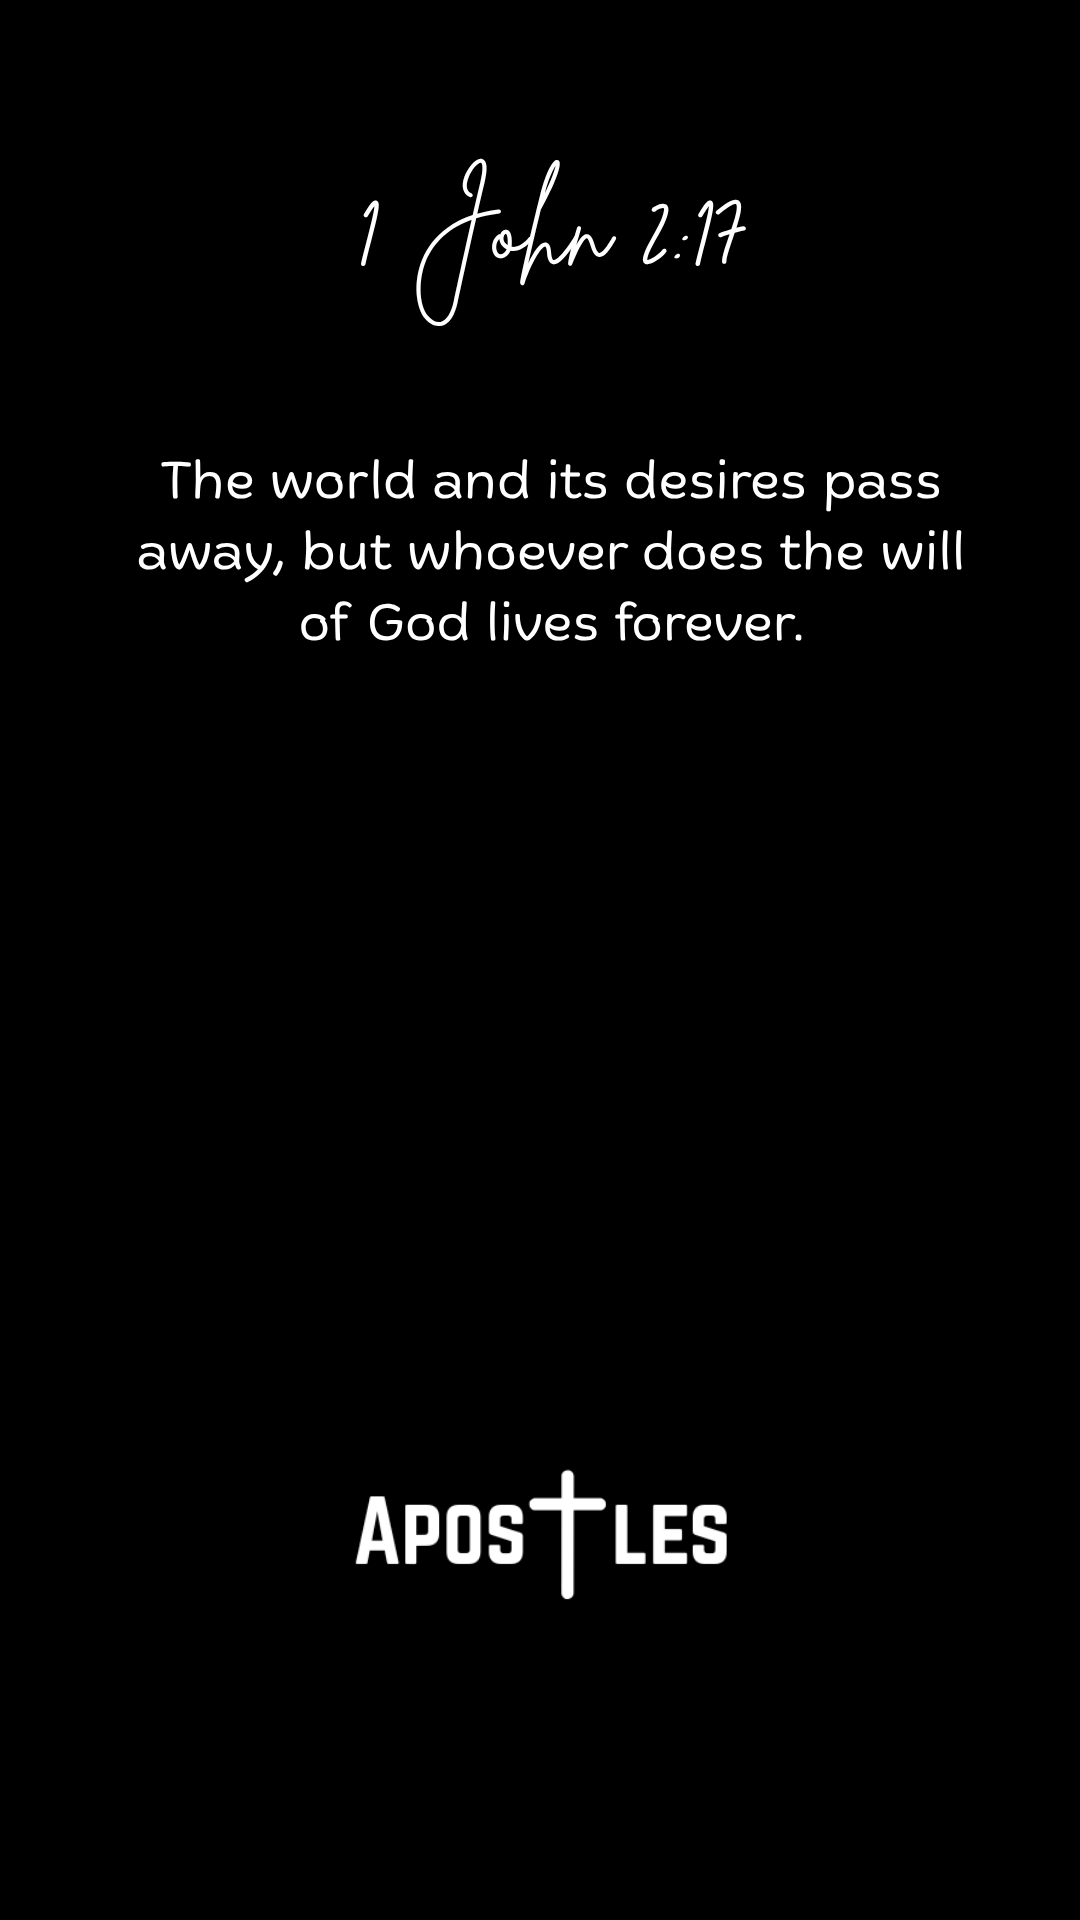 1 John 2:17
The world and its desires pass
away, but whoever does the will
of God lives forever.
APOSTLES